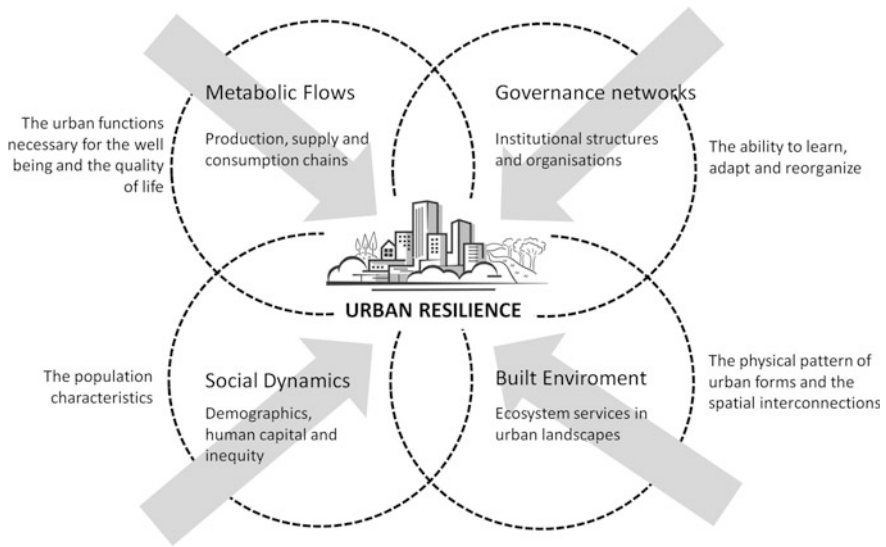 Metabolic Flows
Production, supply and
consumption chains
The urban functions
necessary for the well
being and the quality
of life
Governance networks
Institutional structures
and organisations
The ability to learn,
adapt and reorganize
URBAN RESILIENCE
The population
characteristics
Social Dynamics
Demographics,
human capital and
inequity
Built Enviroment
Ecosystem services in
urban landscapes
The physical pattern of
urban forms and the
spatial interconnections